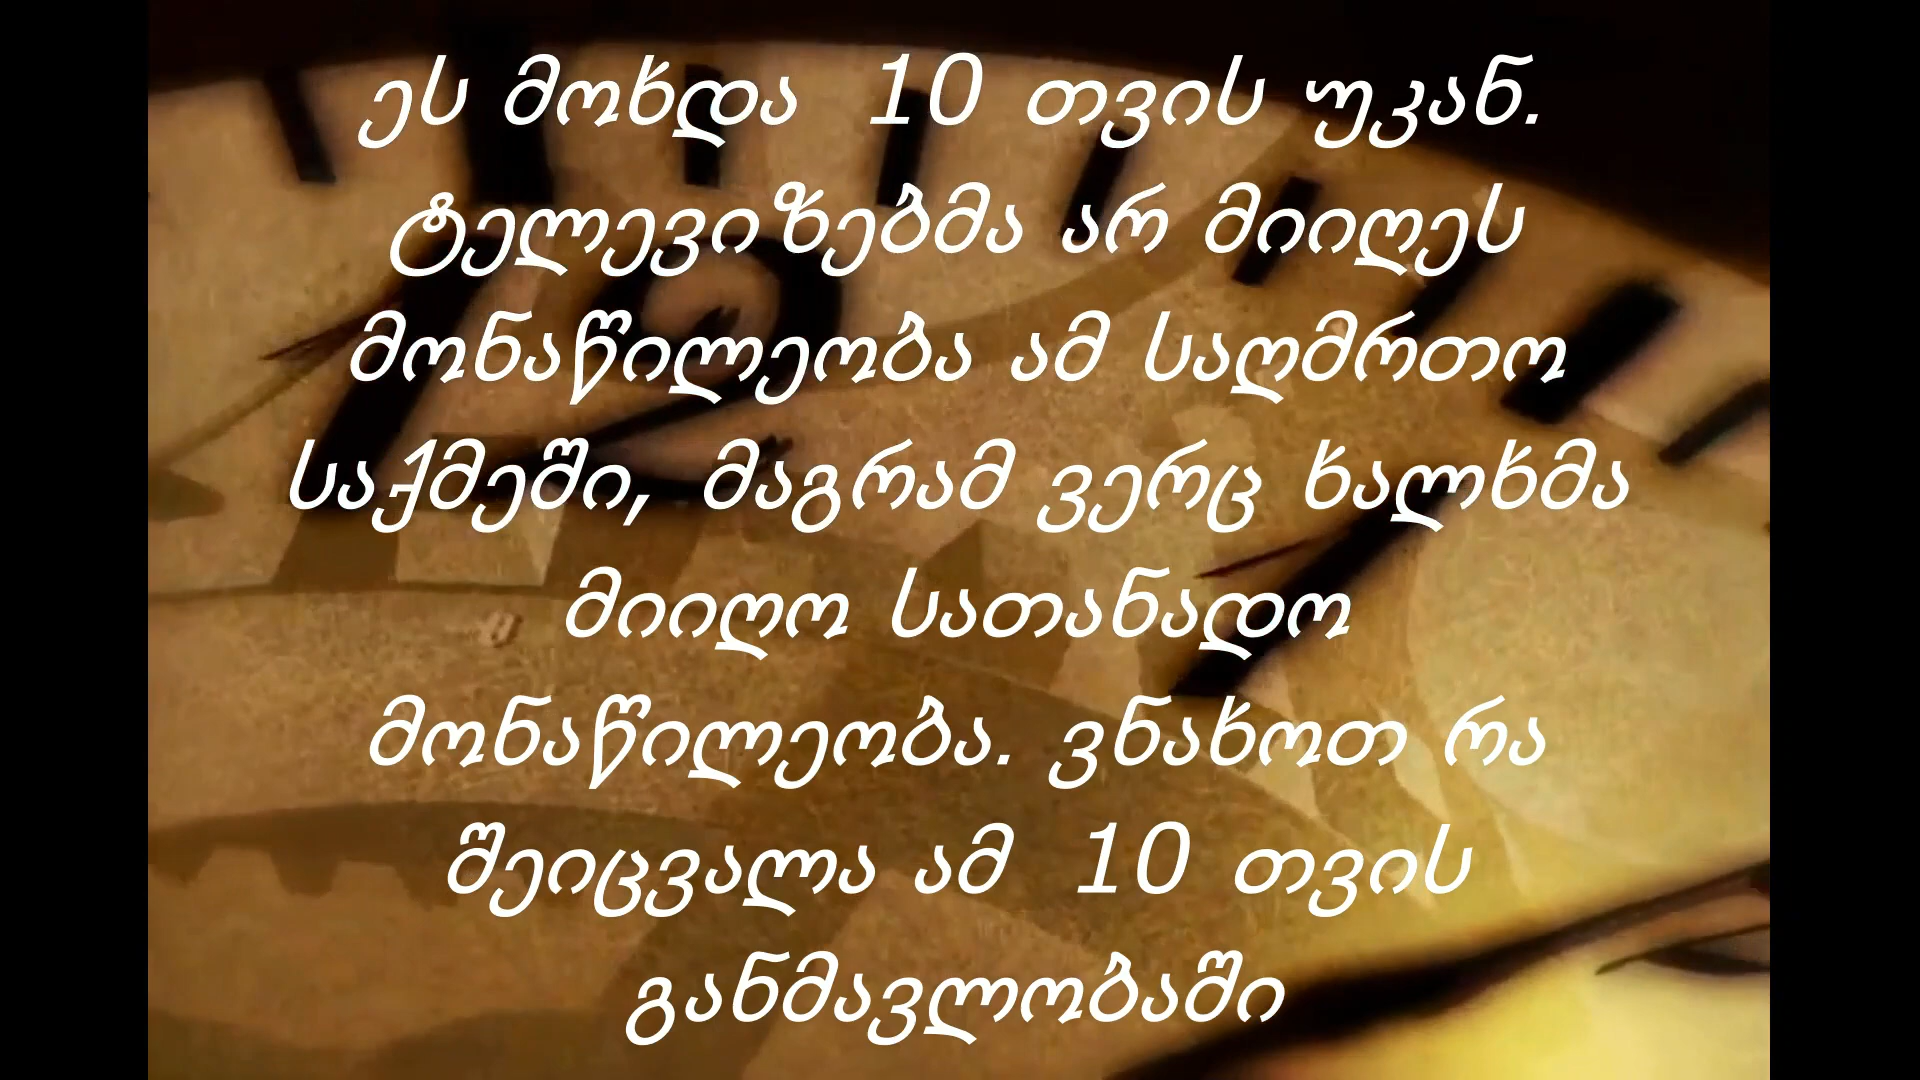 ეს მოხდა 10 თვის უკან.
ტელევიზებმა არ მიიღეს
მონაწილეობა ამ საღმრთო
საქმეში, მაგრამ ვერც ხალხმა
მიიღო სათანადო
მონაწილეობა. ვნახოთ რა
შეიცვალა ამ 10 თვის
განმავლობაში